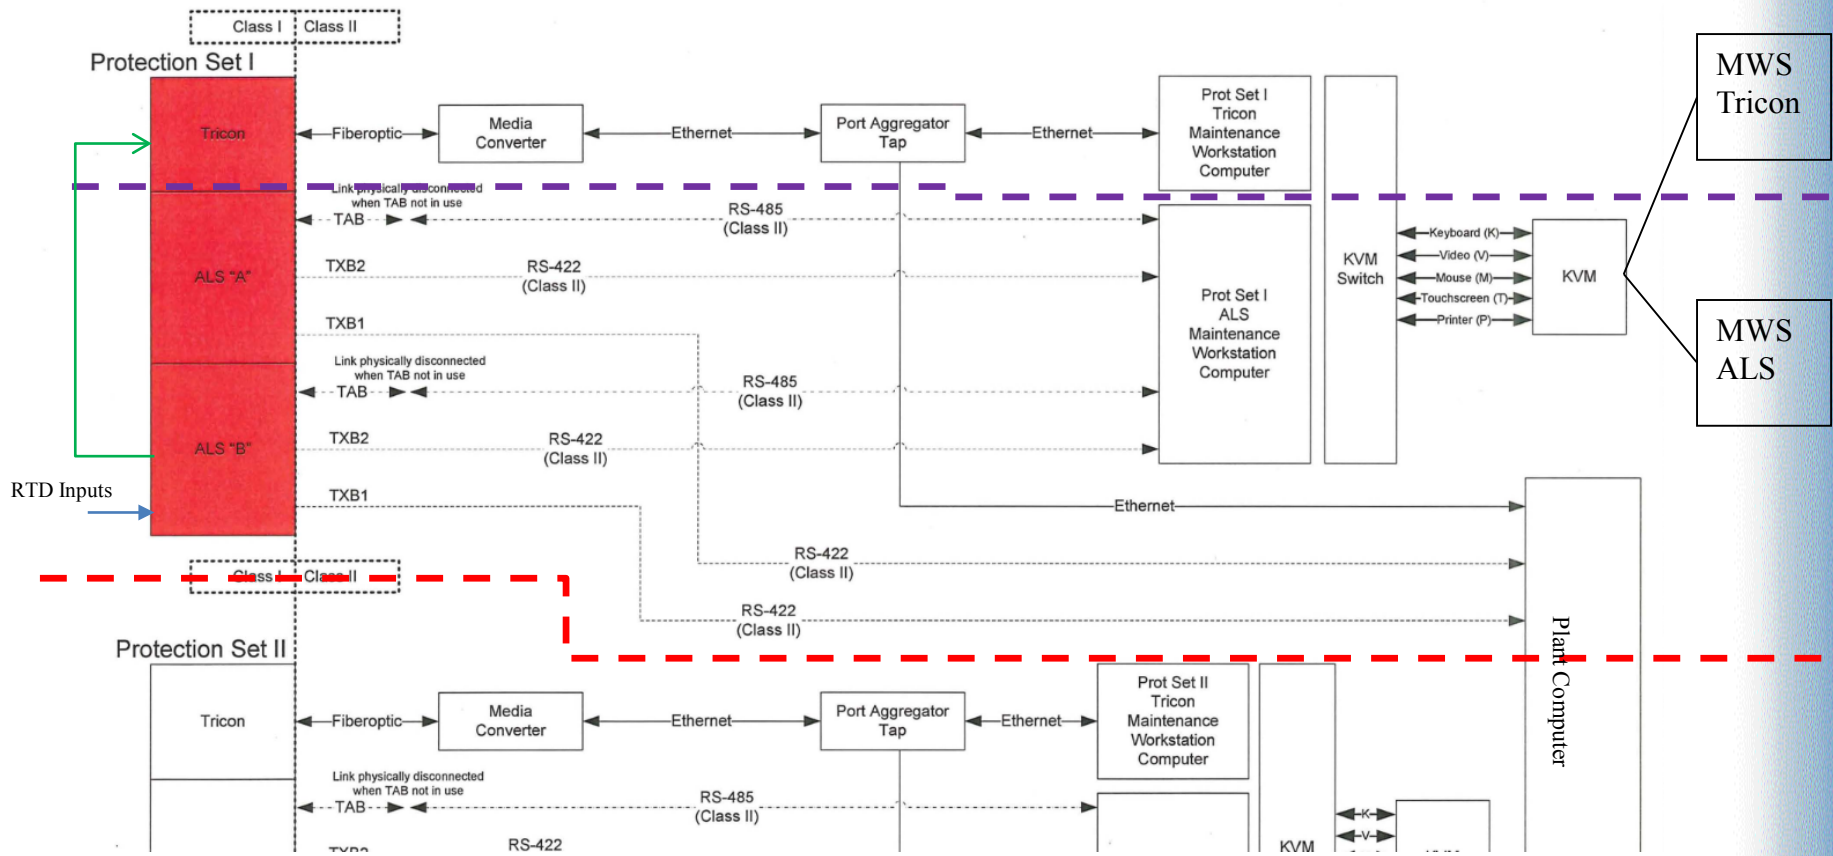 Class I
Class II
Protection Set I
MWS
Tricon
Tricon
Fiberoptic
Media
Converter
Ethernet
Port Aggregator
Tap
Ethernet
Prot Set I
Tricon
Maintenance
Workstation
Computer
Link physically disconnected
when TAB not in use
TAB
RS-485
(Class II)
ALS "A"
TXB2
RS-422
(Class II)
TXB1
Prot Set I
ALS
Maintenance
Workstation
Computer
KVM
Switch
Keyboard (K)
Video (V)
Mouse (M)
Touchscreen (T)
Printer (P)
KVM
MWS
ALS
Link physically disconnected
when TAB not in use
TAB
RS-485
(Class II)
ALS "B"
TXB2
RS-422
(Class II)
RTD Inputs
TXB1
Ethernet
RS-422
(Class II)
Class I
Class II
RS-422
(Class II)
Plant Computer
Protection Set II
Tricon
Fiberoptic
Media
Converter
Ethernet
Port Aggregator
Tap
Ethernet
Prot Set II
Tricon
Maintenance
Workstation
Computer
Link physically disconnected
when TAB not in use
TAB
RS-485
(Class II)
K
V
TXB2
RS-422
KVM
KVM